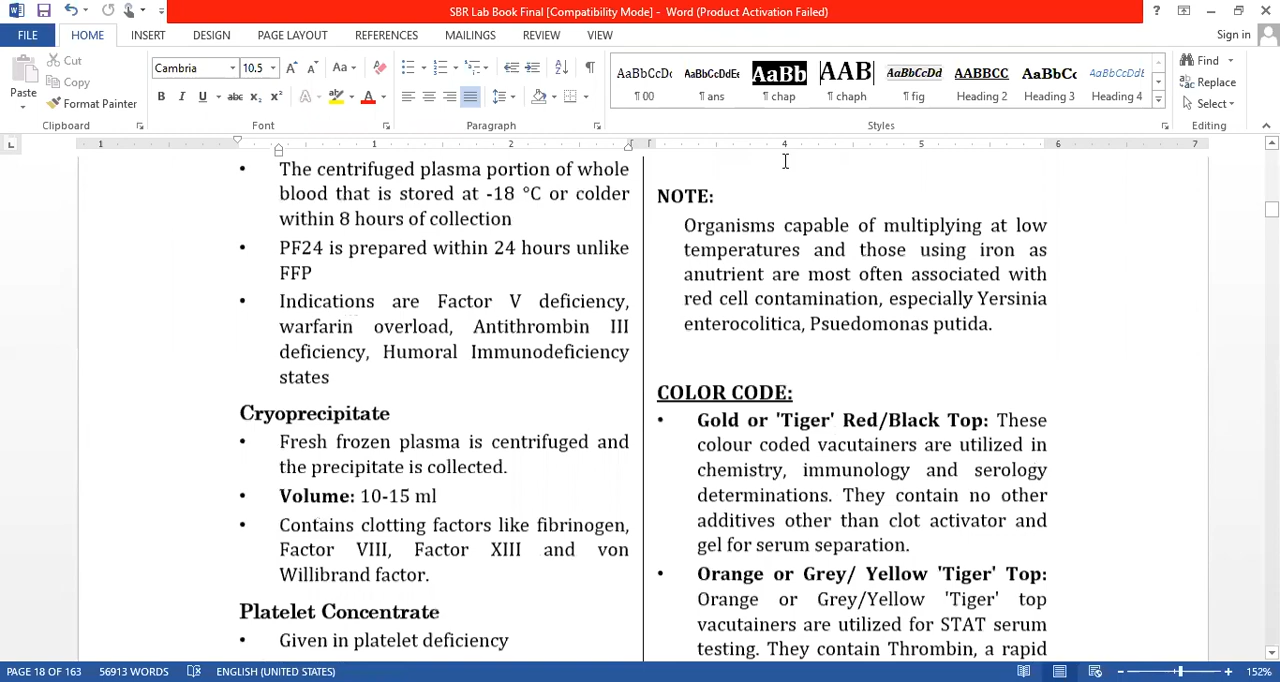 SBR Lab Book Final [Compatibility Mode] - Word (Product Activation Failed)
FILE HOME INSERT DESIGN PAGE LAYOUT REFERENCES MAILINGS REVIEW VIEW Sign in
Paste Cut Copy Format Painter
Cambria 10.5
AaBbCcDc AaBbCcDdEe AaBb AAB AaBbCcDd AABBCC AaBbCc AaBbCcDdE
¶ 00 ¶ ans ¶ chap ¶ chaph ¶ fig Heading 2 Heading 3 Heading 4
Find Replace Select
Clipboard Font Paragraph Styles Editing
1 1 2 4 5 6 7
The centrifuged plasma portion of whole
blood that is stored at -18 °C or colder
within 8 hours of collection
• PF24 is prepared within 24 hours unlike
FFP
• Indications are Factor V deficiency,
warfarin overload, Antithrombin III
deficiency, Humoral Immunodeficiency
states
Cryoprecipitate
• Fresh frozen plasma is centrifuged and
the precipitate is collected.
• Volume: 10-15 ml
• Contains clotting factors like fibrinogen,
Factor VIII, Factor XIII and von
Willibrand factor.
Platelet Concentrate
• Given in platelet deficiency
NOTE:
Organisms capable of multiplying at low
temperatures and those using iron as
anutrient are most often associated with
red cell contamination, especially Yersinia
enterocolitica, Psuedomonas putida.
COLOR CODE:
• Gold or 'Tiger' Red/Black Top: These
colour coded vacutainers are utilized in
chemistry, immunology and serology
determinations. They contain no other
additives other than clot activator and
gel for serum separation.
• Orange or Grey/ Yellow 'Tiger' Top:
Orange or Grey/Yellow 'Tiger' top
vacutainers are utilized for STAT serum
testing. They contain Thrombin, a rapid
PAGE 18 OF 163 56913 WORDS ENGLISH (UNITED STATES) 152%